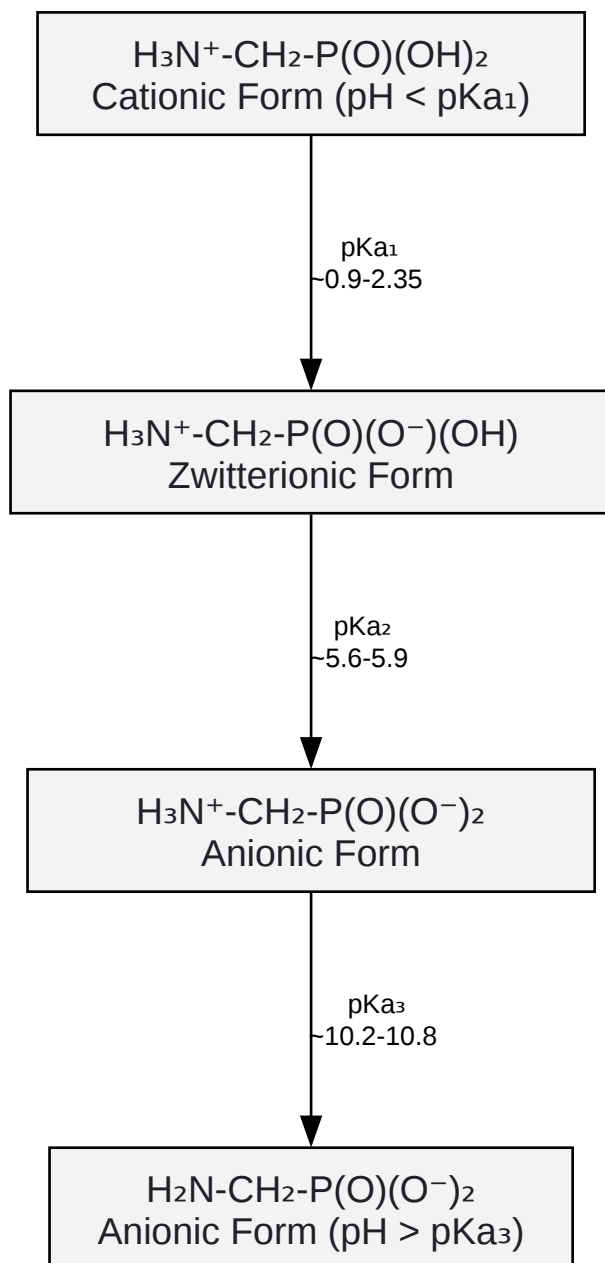 H₃N⁺-CH₂-P(O)(OH)₂
Cationic Form (pH < pKa₁)
pKa₁
~0.9-2.35
H₃N⁺-CH₂-P(O)(O⁻)(OH)
Zwitterionic Form
pKa₂
~5.6-5.9
H₃N⁺-CH₂-P(O)(O⁻)₂
Anionic Form
pKa₃
~10.2-10.8
H₂N-CH₂-P(O)(O⁻)₂
Anionic Form (pH > pKa₃)